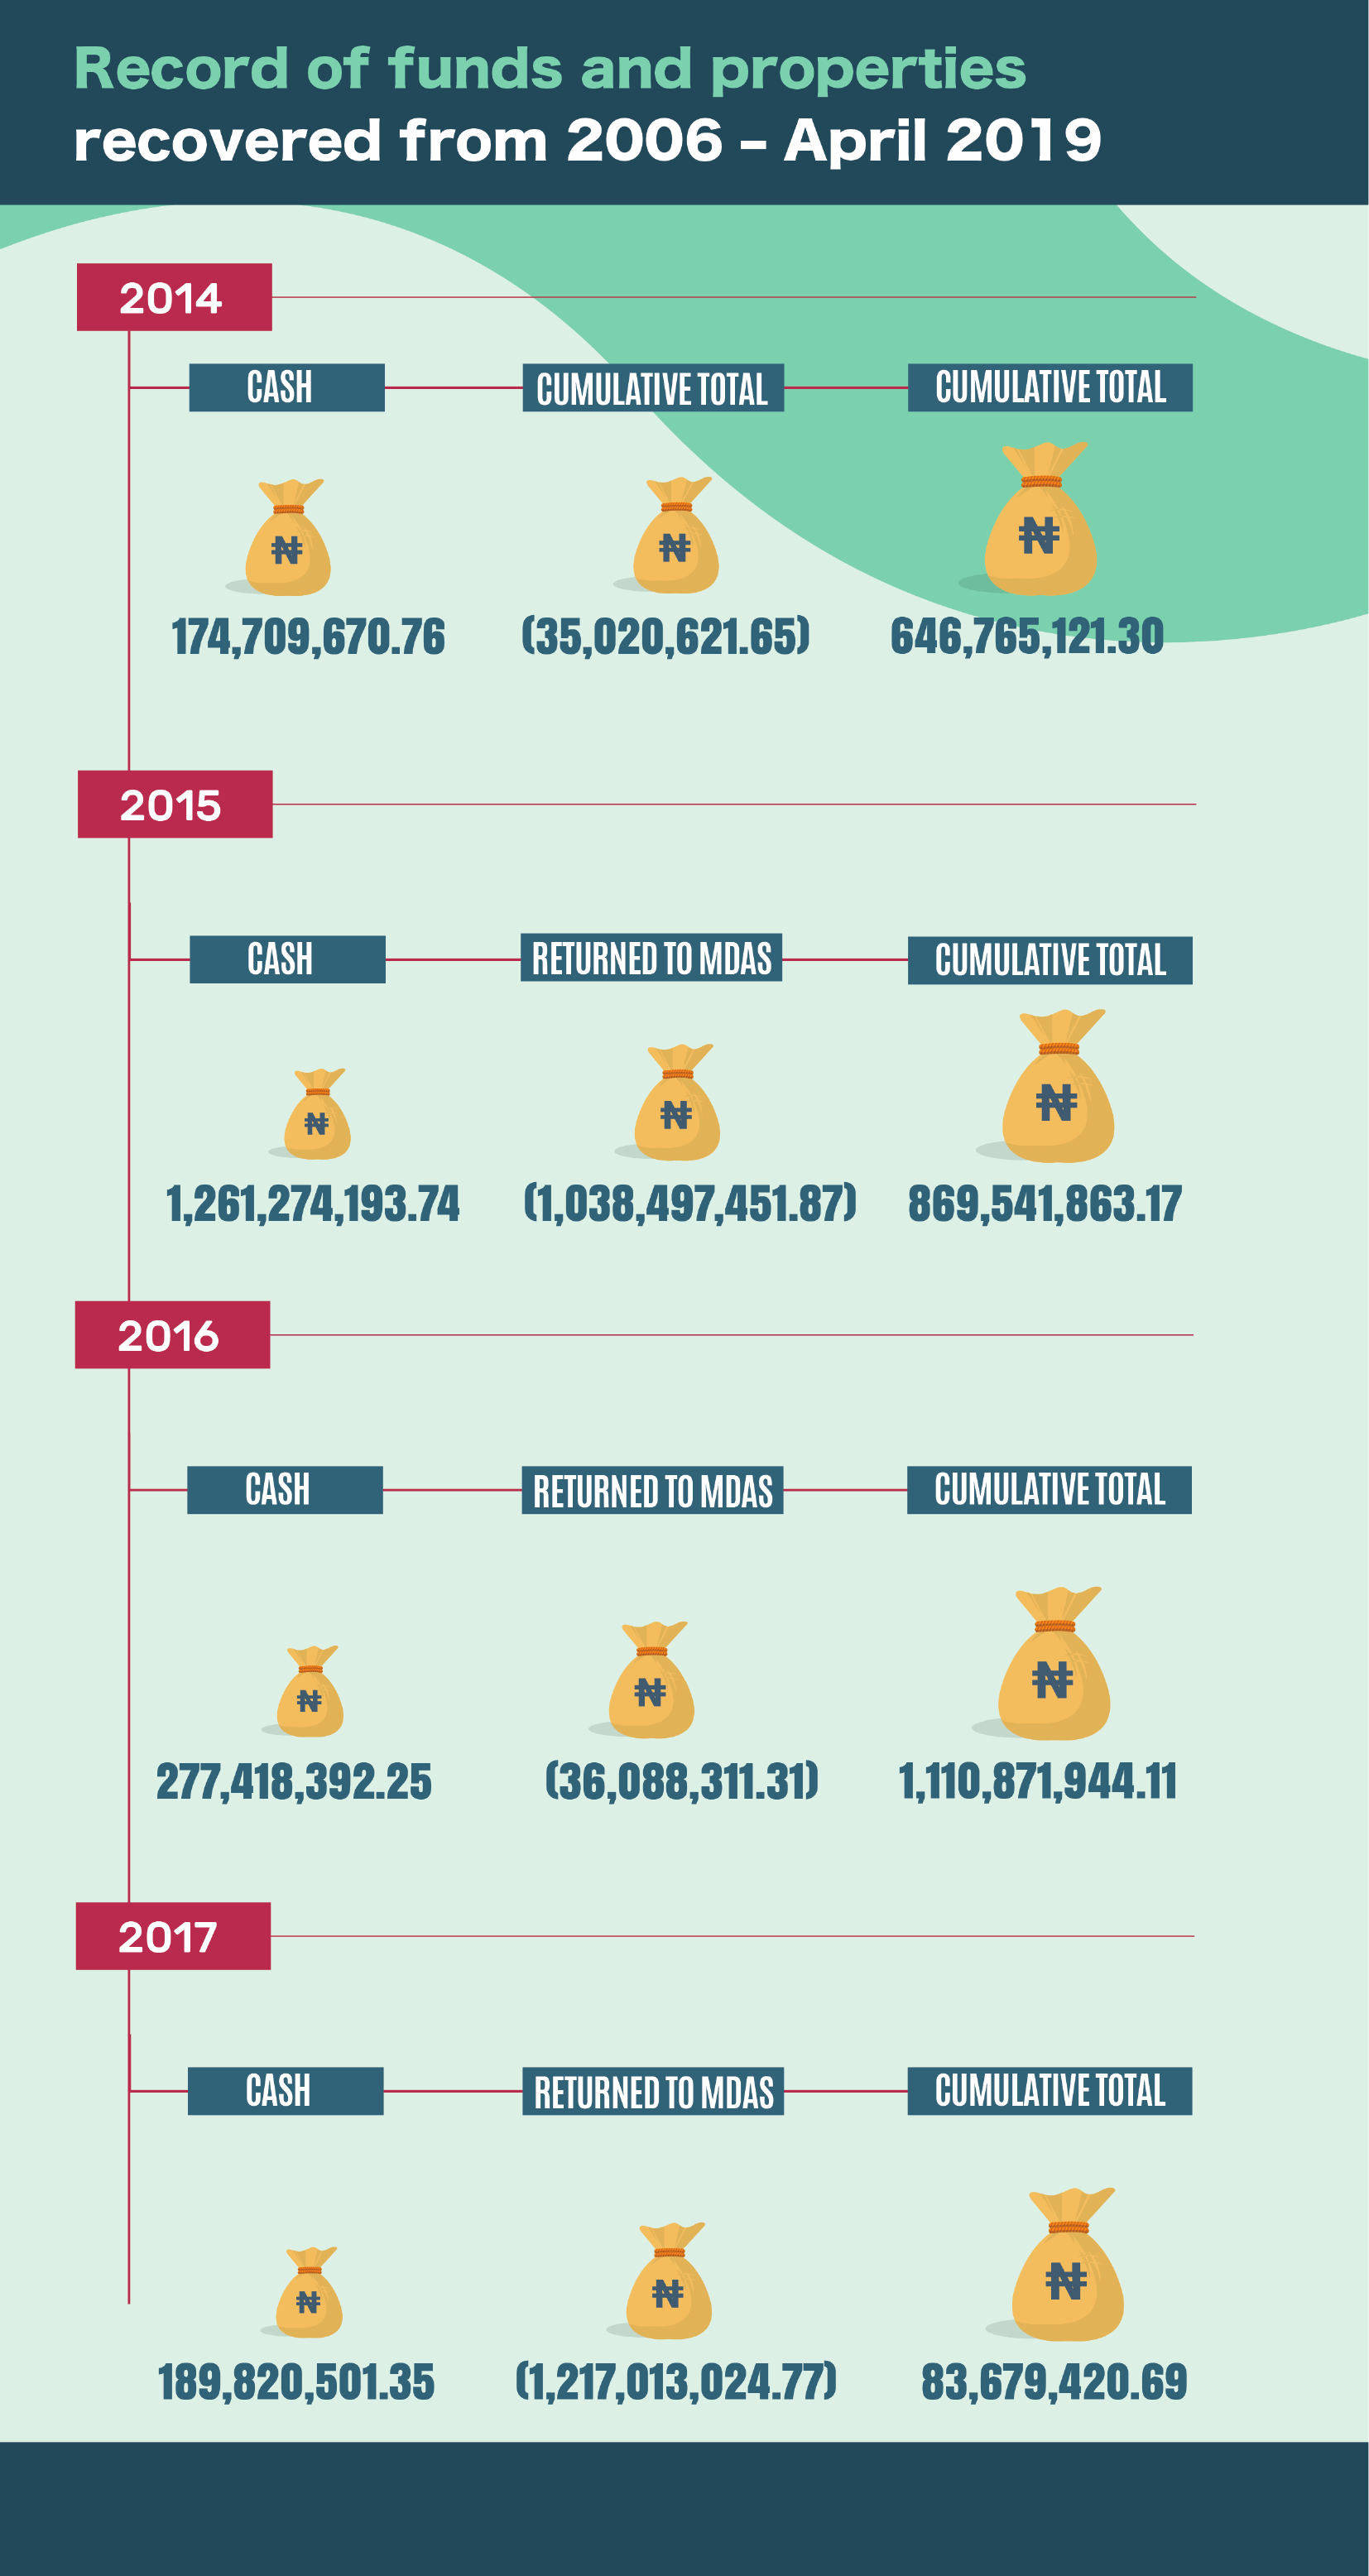 Record of funds and properties
recovered from 2006 – April 2019
2014
CASH
CUMULATIVE TOTAL
CUMULATIVE TOTAL
₦
₦
₦
174,709,670.76
(35,020,621.65)
646,765,121.30
2015
CASH
RETURNED TO MDAS
CUMULATIVE TOTAL
₦
₦
₦
1,261,274,193.74
(1,038,497,451.87)
869,541,863.17
2016
CASH
RETURNED TO MDAS
CUMULATIVE TOTAL
₦
₦
₦
277,418,392.25
(36,088,311.31)
1,110,871,944.11
2017
CASH
RETURNED TO MDAS
CUMULATIVE TOTAL
₦
₦
₦
189,820,501.35
(1,217,013,024.77)
83,679,420.69